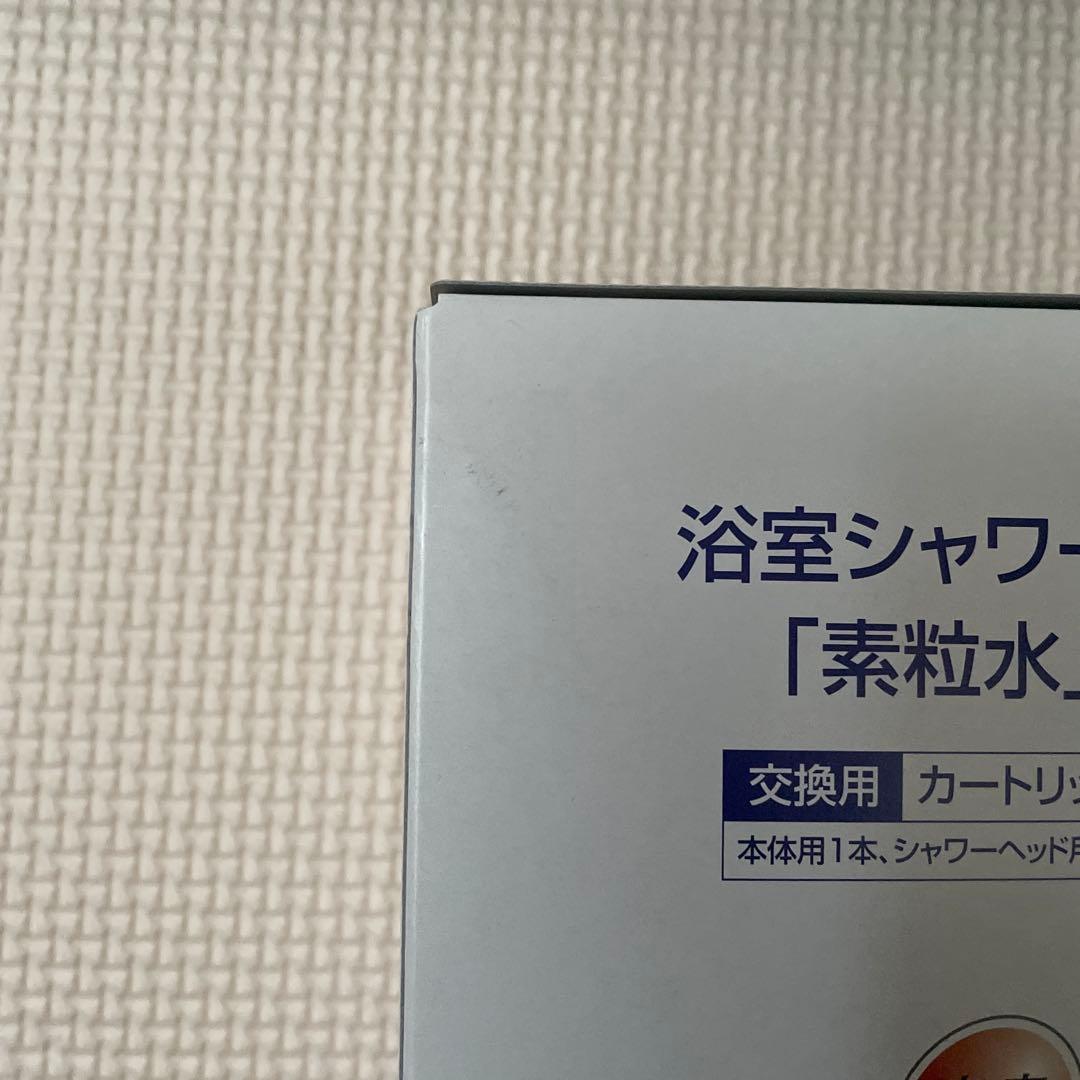 浴室シャワー
「素粒水」
交換用 カートリッ
本体用1本、シャワーヘッド用